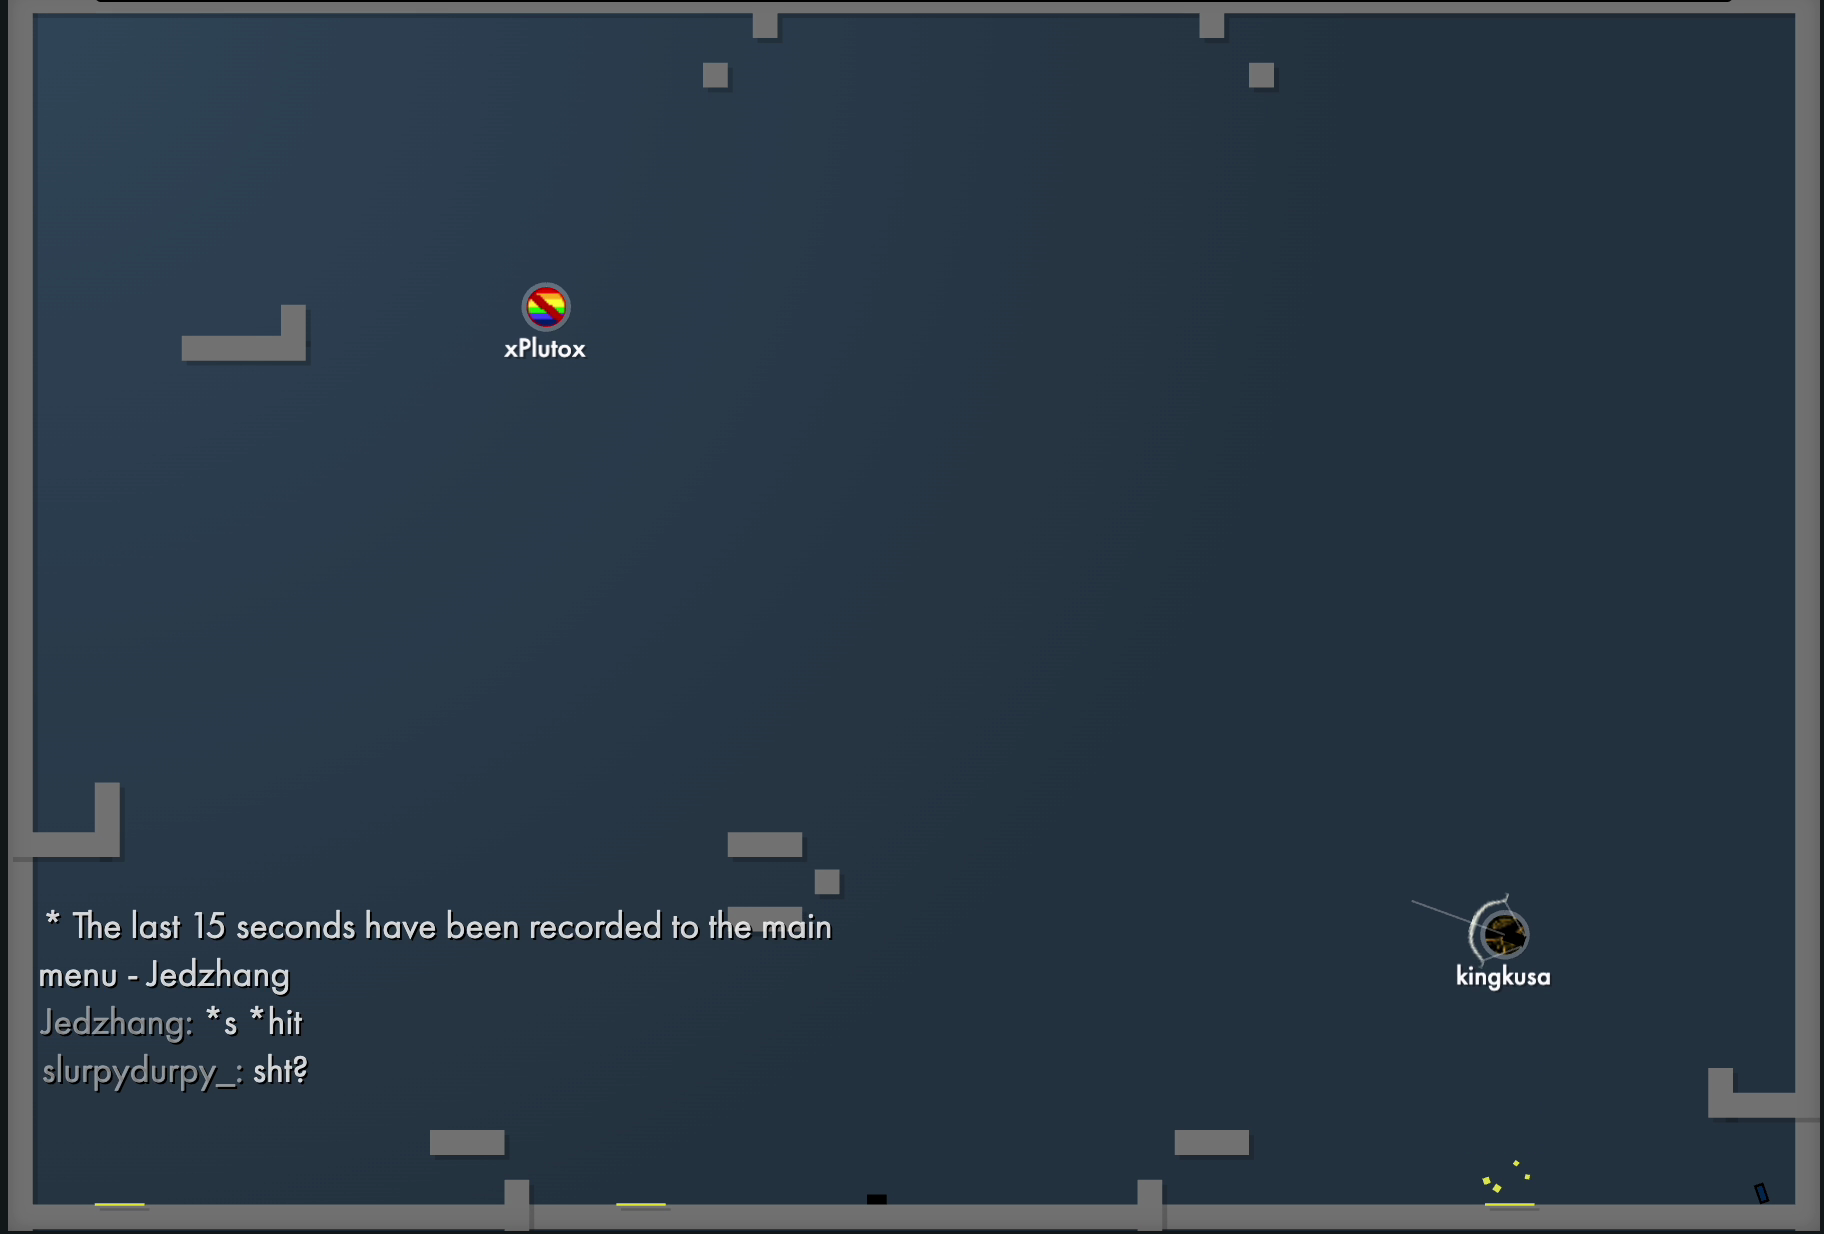 xPlutox
* The last 15 seconds have been recorded to the main
menu - Jedzhang
Jedzhang: *s *hit
kingkusa
slurpydurpy_: sht?